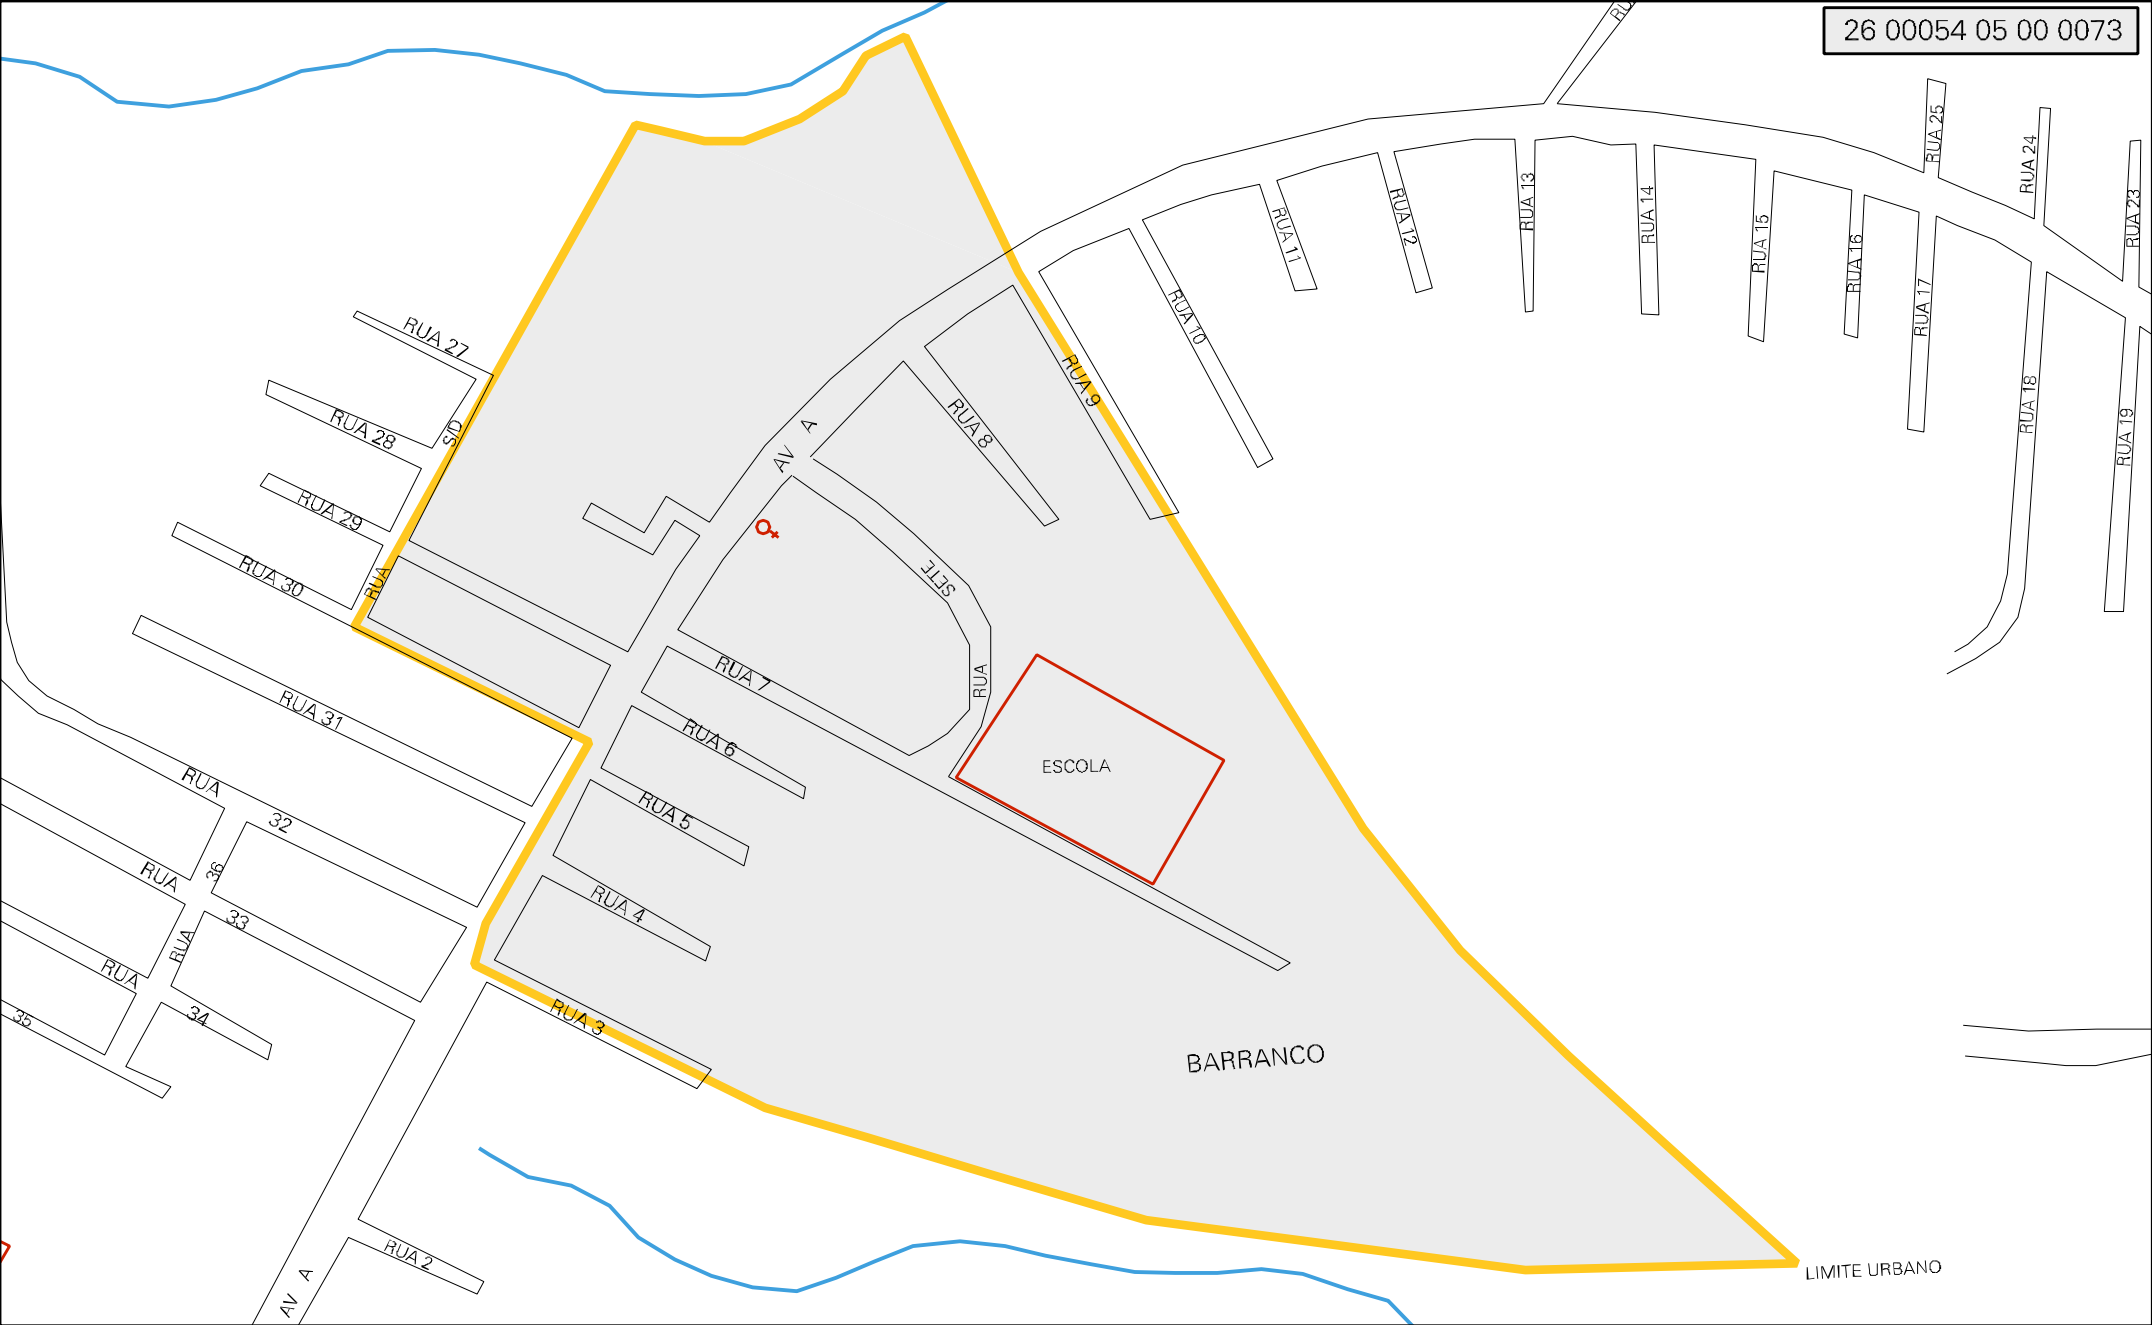 26 00054 05 00 0073
RU
RUA 25
RUA 24
RUA 23
RUA 13
RUA 14
RUA 12
RUA 11
RUA 15
RUA 16
RUA 17
RUA 10
RUA 27
RUA 9
RUA 18
RUA 19
RUA 28
S/D
AV A
RUA 8
RUA 29
RUA 30
RUA
SETE
RUA
RUA 7
RUA 31
RUA 6
ESCOLA
RUA 32
RUA 5
RUA 33
36
RUA
RUA 4
RUA 34
35
RUA 3
BARRANCO
RUA 2
AV A
LIMITE URBANO